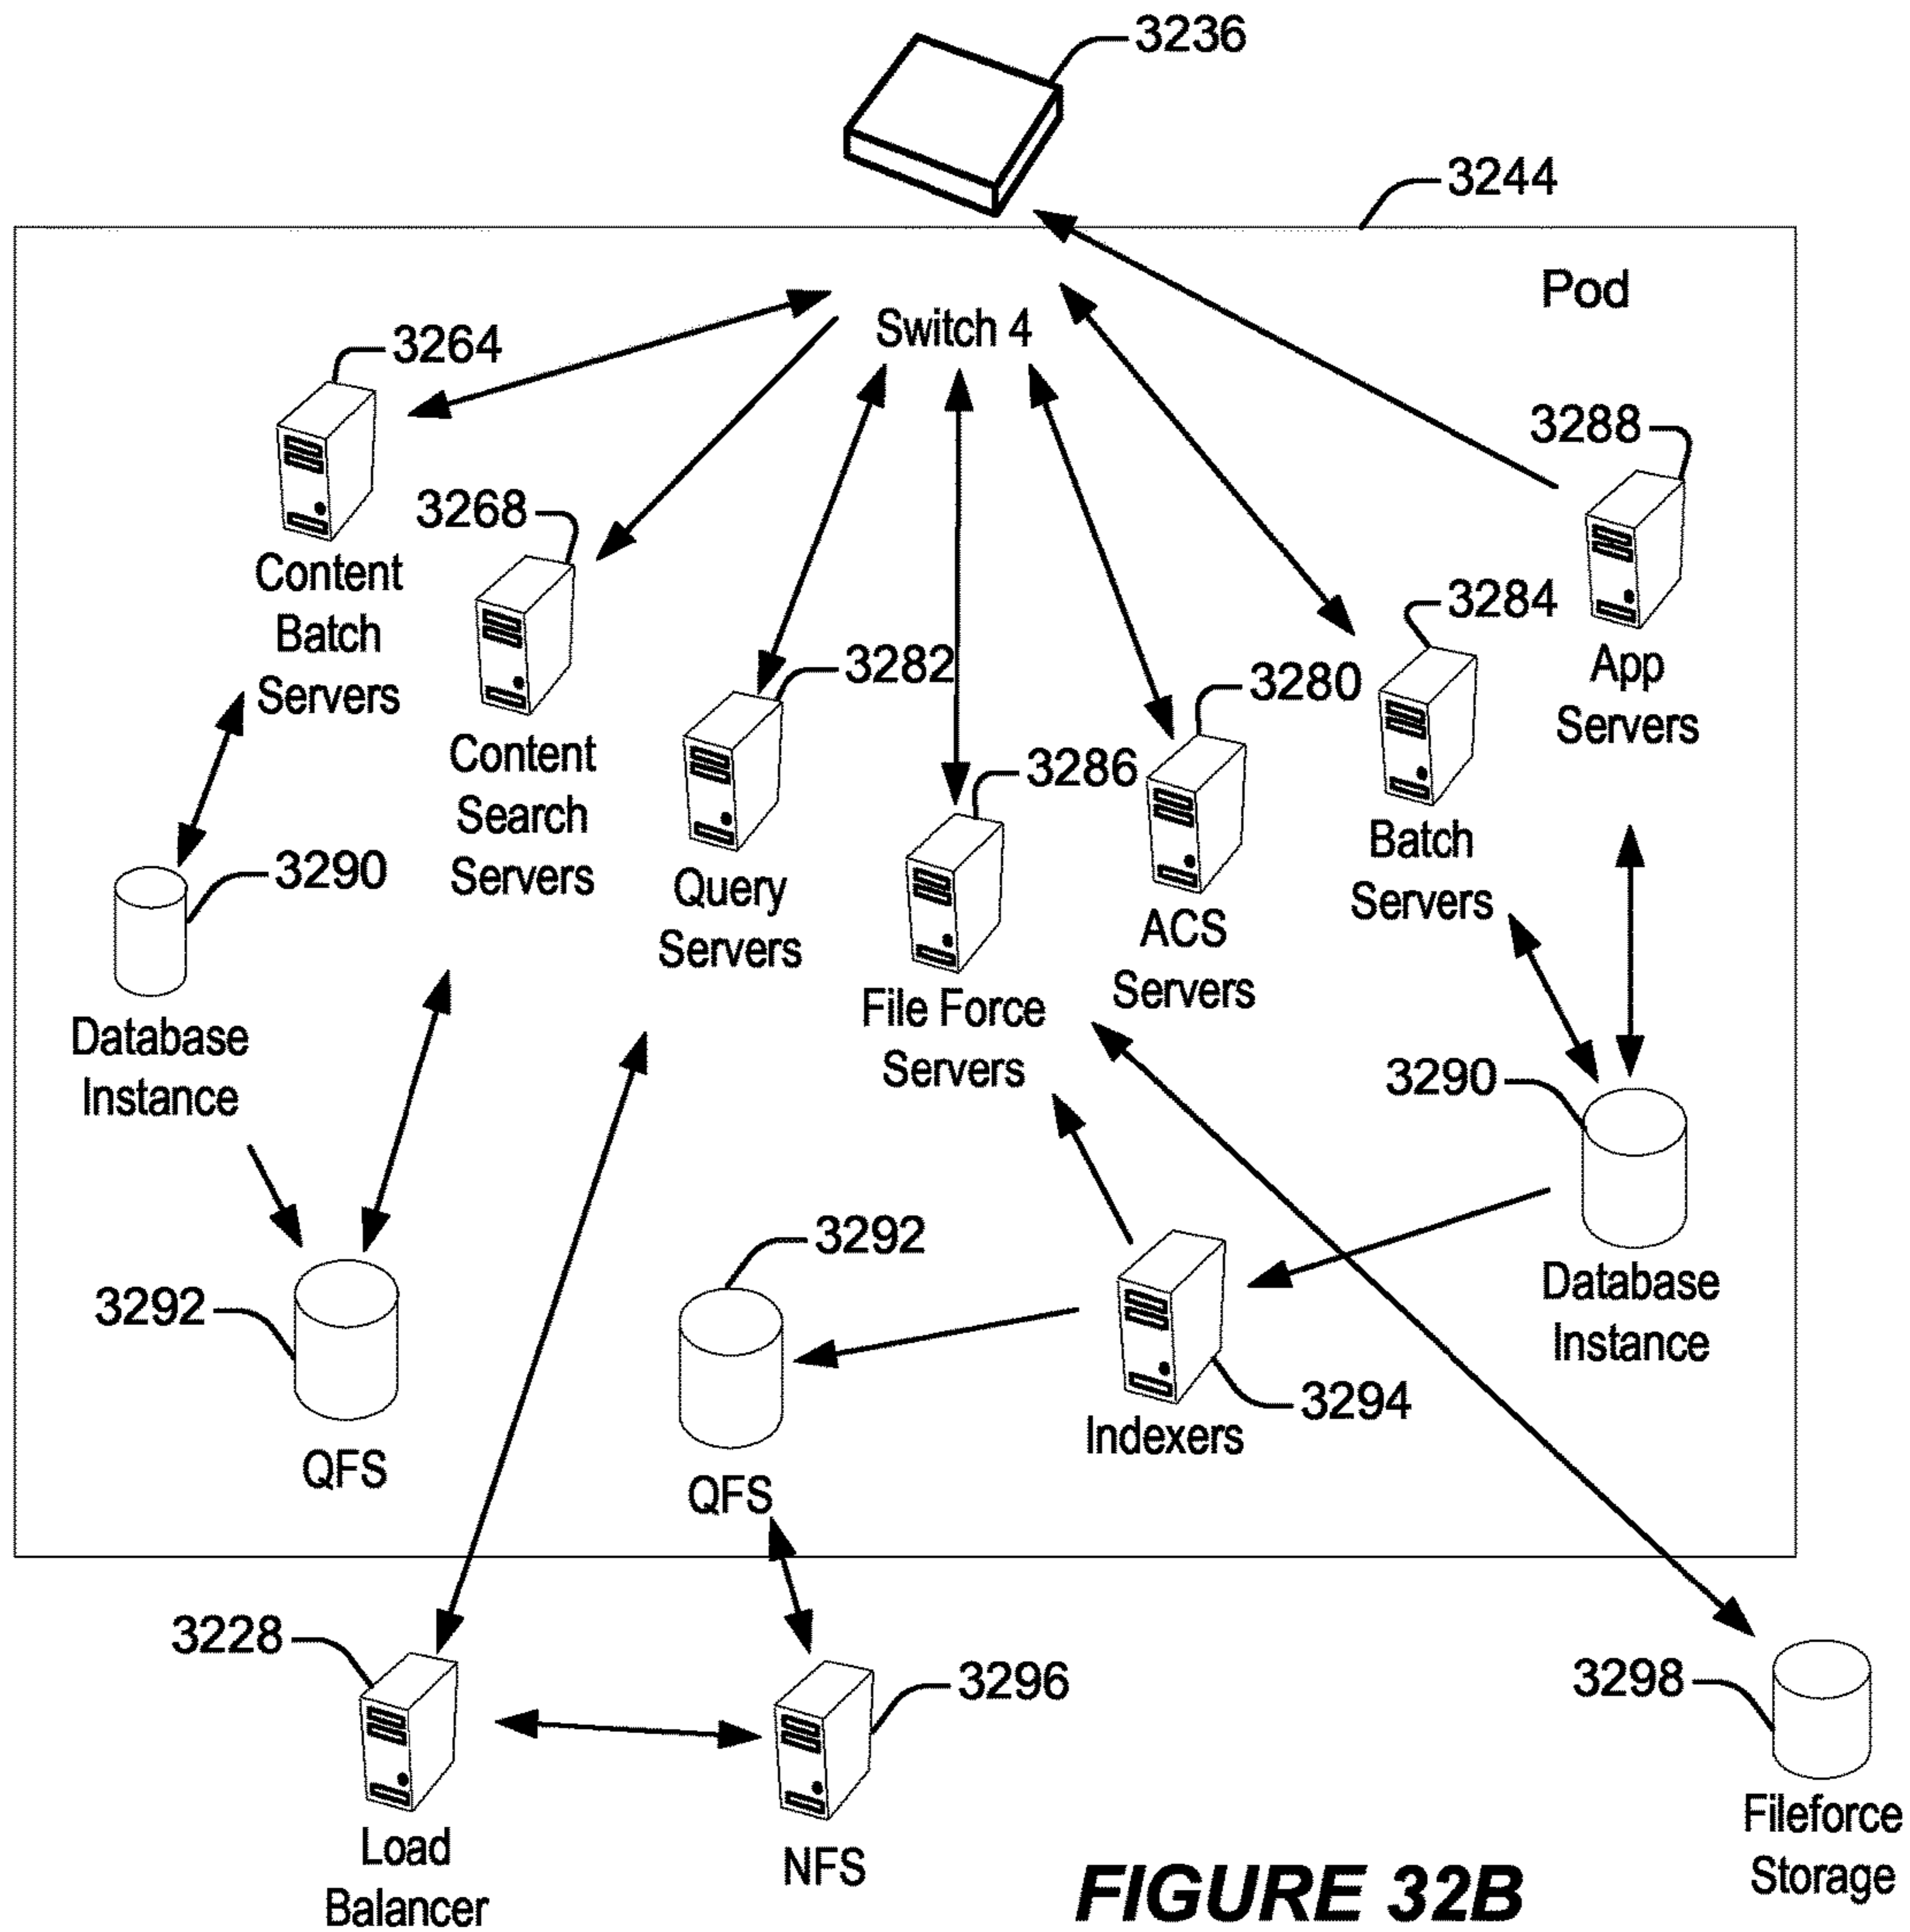 3236
3244
Pod
Switch 4
3264
Content
Batch
Servers
3268
Content
Search
Servers
3282
Query
Servers
3286
File Force
Servers
3280
ACS
Servers
3284
Batch
Servers
3288
App
Servers
3290
Database
Instance
3290
Database
Instance
3292
QFS
3292
QFS
3294
Indexers
3228
Load
Balancer
3296
NFS
3298
Fileforce
Storage
FIGURE 32B